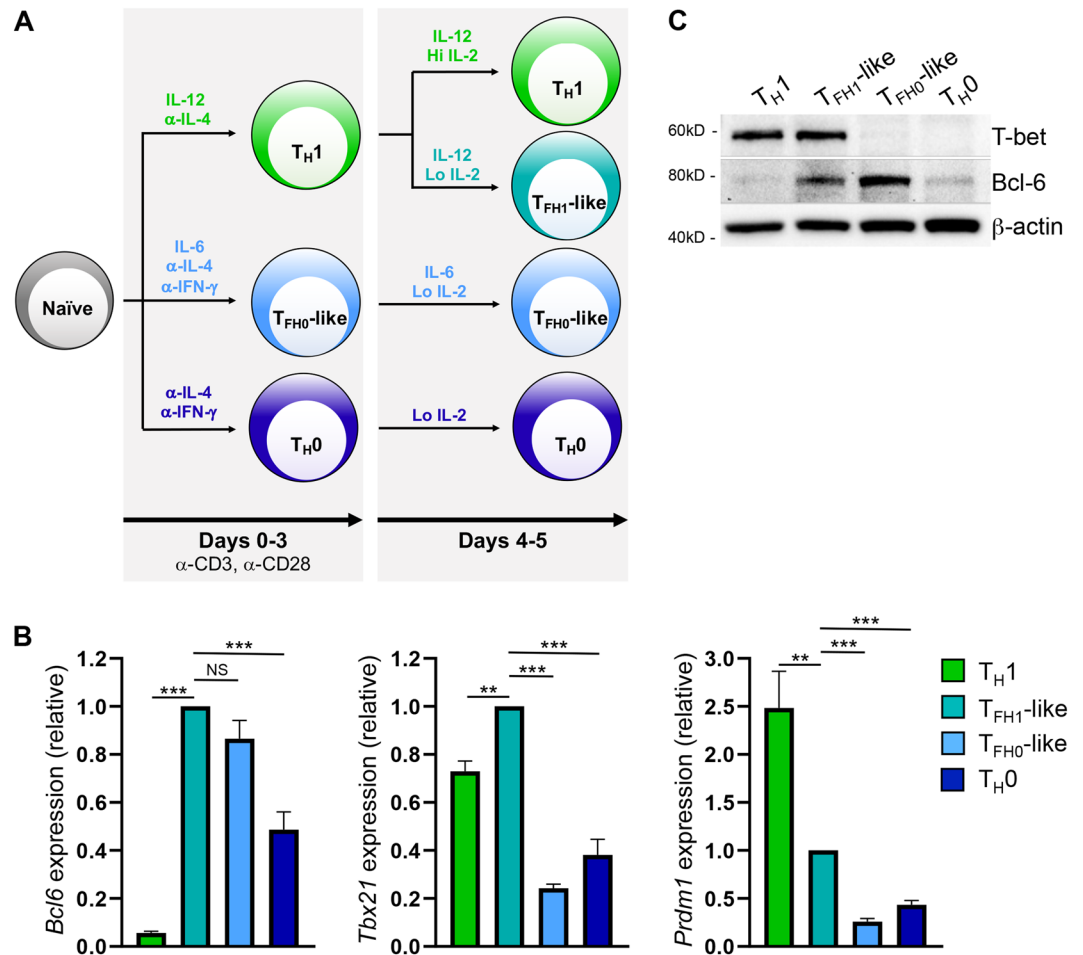 A
IL-12
α-IL-4
TH1
IL-12
Hi IL-2
TH1
IL-12
Lo IL-2
TFH1-like
Naïve
IL-6
α-IL-4
α-IFN-γ
TFH0-like
IL-6
Lo IL-2
TFH0-like
α-IL-4
α-IFN-γ
TH0
Lo IL-2
TH0
Days 0-3
α-CD3, α-CD28
Days 4-5
C
TH1
TFH1-like
TFH0-like
TH0
60kD -
T-bet
80kD -
Bcl-6
40kD -
β-actin
B
Bcl6 expression (relative)
1.2
1.0
0.8
0.6
0.4
0.2
0.0
***
NS
***
Tbx21 expression (relative)
1.2
1.0
0.8
0.6
0.4
0.2
0.0
***
***
**
Prdm1 expression (relative)
3.0
2.5
2.0
1.5
1.0
0.5
0.0
***
***
**
TH1
TFH1-like
TFH0-like
TH0